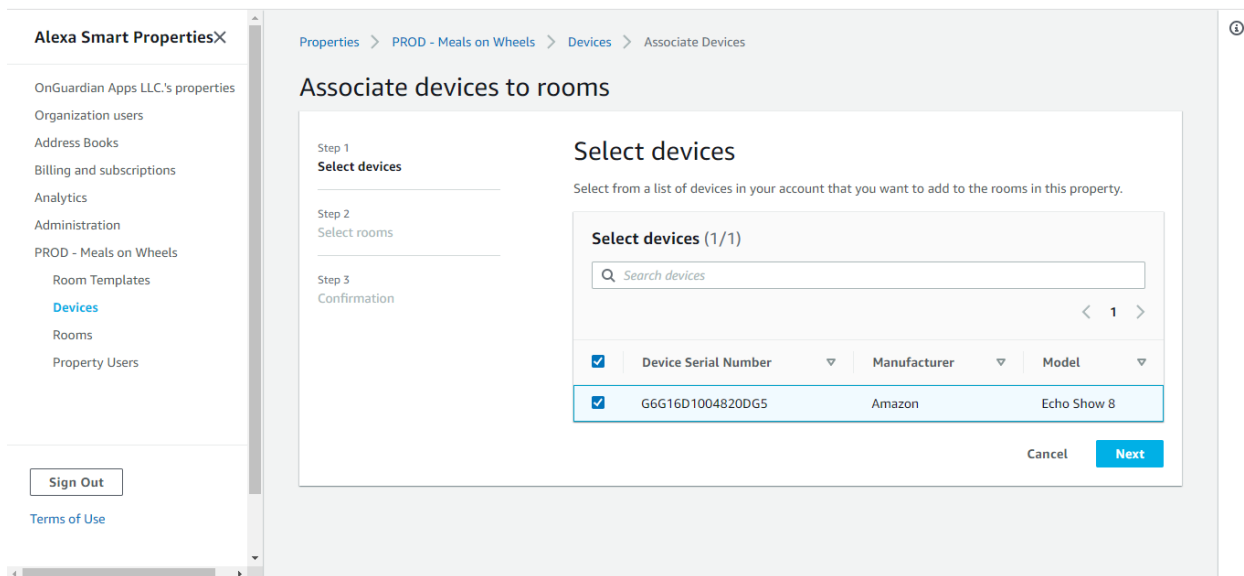 Alexa Smart Properties
OnGuardian Apps LLC.'s properties
Organization users
Address Books
Billing and subscriptions
Analytics
Administration
PROD - Meals on Wheels
Room Templates
Devices
Rooms
Property Users
Sign Out
Terms of Use
Properties > PROD - Meals on Wheels > Devices > Associate Devices
Associate devices to rooms
Step 1
Select devices
Step 2
Select rooms
Step 3
Confirmation
Select devices
Select from a list of devices in your account that you want to add to the rooms in this property.
Select devices (1/1)
Search devices
< 1 >
Device Serial Number Manufacturer Model
G6G16D1004820DG5 Amazon Echo Show 8
Cancel Next